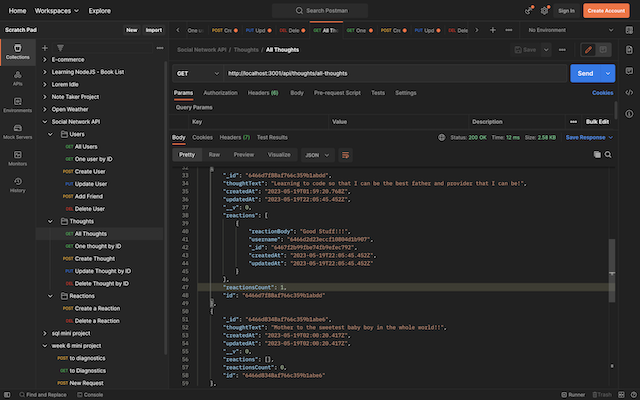 Home Workspaces Explore Search Postman Sign In Create Account
Scratch Pad New Import
POST Cre PUT Upd DEL Dele GET All Th GET One POST Cre PUT Upd DEL Dele No Environment
Social Network API / Thoughts / All Thoughts Save
GET http://localhost:3001/api/thoughts/all-thoughts Send
Params Authorization Headers (6) Body Pre-request Script Tests Settings Cookies
Query Params
Key Value Description Bulk Edit
Body Cookies Headers (7) Test Results Status: 200 OK Time: 12 ms Size: 2.58 KB Save Response
Pretty Raw Preview Visualize JSON
Collections
APIs
Environments
Mock Servers
Monitors
History
E-commerce
Learning NodeJS - Book List
Lorem Idle
Note Taker Project
Open Weather
Social Network API
Users
GET All Users
GET One user by ID
POST Create User
PUT Update User
POST Add Friend
DEL Delete User
Thoughts
GET All Thoughts
GET One thought by ID
POST Create Thought
PUT Update Thought by ID
DEL Delete Thought by ID
Reactions
POST Create a Reaction
DEL Delete a Reaction
sql mini project
week 6 mini project
POST to diagnostics
GET to Diagnostics
POST New Request
32 {
33 "_id": "6466d7f88af766c359b1abdd",
34 "thoughtText": "Learning to code so that I can be the best father and provider that I can be!",
35 "createdAt": "2023-05-19T01:59:20.768Z",
36 "updatedAt": "2023-05-19T22:05:45.452Z",
37 "__v": 0,
38 "reactions": [
39 {
40 "reactionBody": "Good Stuff!!!",
41 "username": "6466d2d23eccf10804d1b907",
42 "_id": "6467f2b99fbe74fb9efec792",
43 "createdAt": "2023-05-19T22:05:45.452Z",
44 "updatedAt": "2023-05-19T22:05:45.452Z"
45 }
46 ],
47 "reactionsCount": 1,
48 "id": "6466d7f88af766c359b1abdd"
49 },
50 {
51 "_id": "6466d8348af766c359b1abe6",
52 "thoughtText": "Mother to the sweetest baby boy in the whole world!!",
53 "createdAt": "2023-05-19T02:00:20.417Z",
54 "updatedAt": "2023-05-19T02:00:20.417Z",
55 "__v": 0,
56 "reactions": [],
57 "reactionsCount": 0,
58 "id": "6466d8348af766c359b1abe6"
59 },
Find and Replace Console Runner Trash